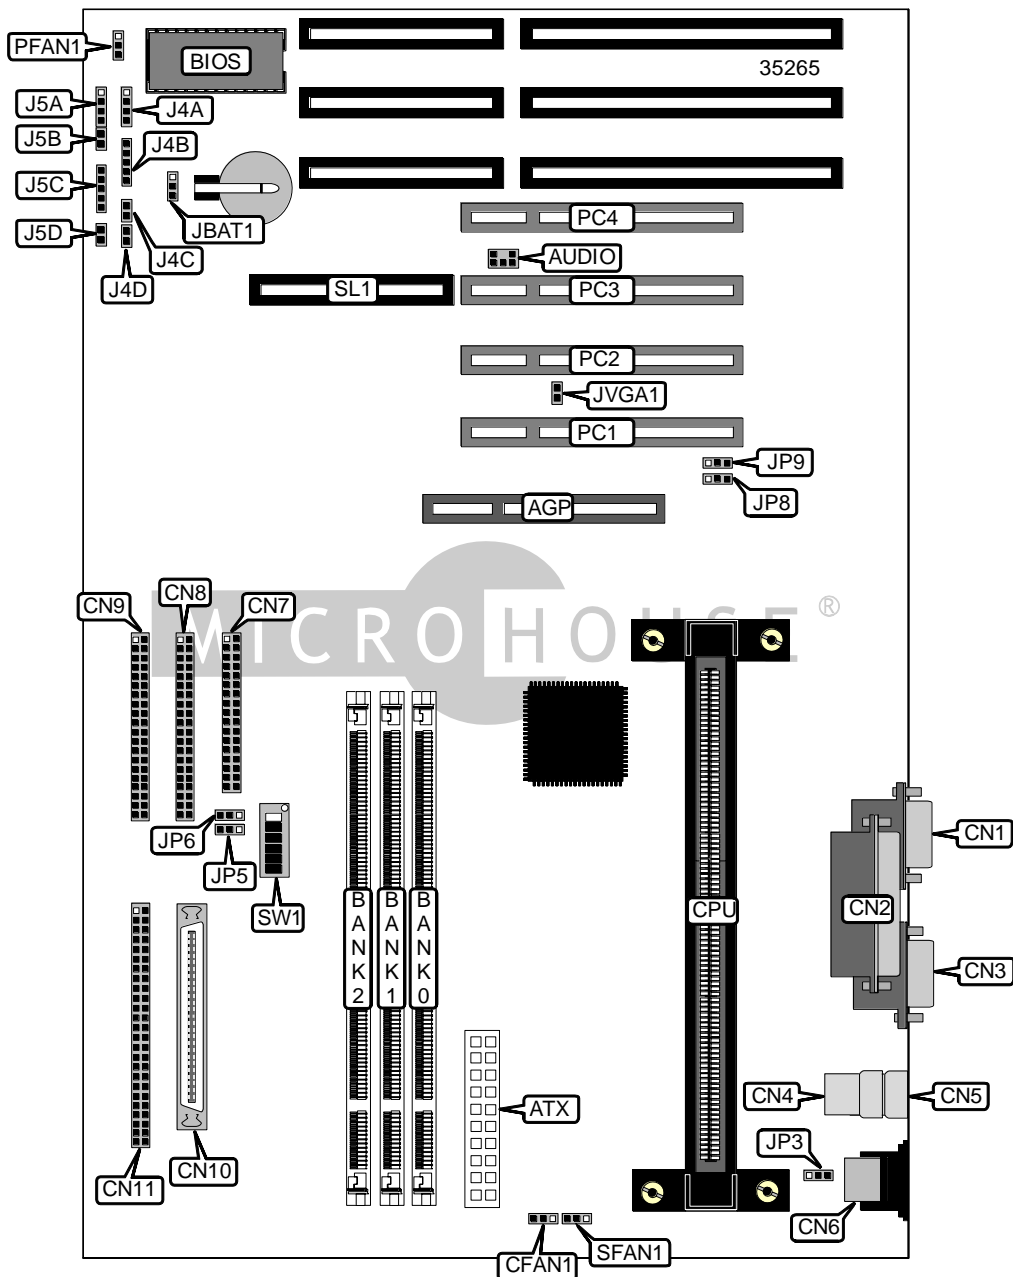 PFAN1
BIOS
35265
J5A
J4A
J5B
J4B
J5C
JBAT1
J5D
J4C
J4D
PC4
AUDIO
SL1
PC3
PC2
JVGA1
PC1
JP9
JP8
AGP
MICROHOUSE®
CN9
CN8
CN7
JP6
JP5
SW1
BANK2
BANK1
BANK0
CPU
CN1
CN2
CN3
CN4
CN5
ATX
JP3
CN10
CN11
CN6
CFAN1
SFAN1